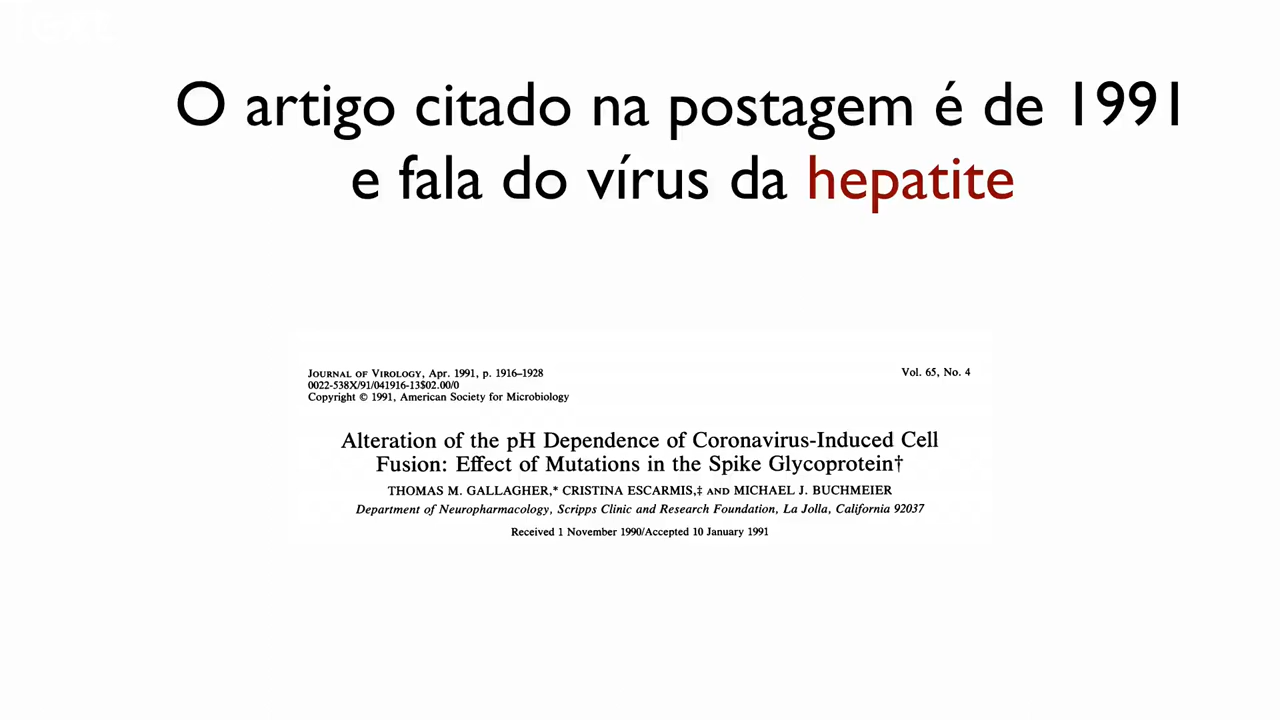 O artigo citado na postagem é de 1991
e fala do vírus da hepatite
JOURNAL OF VIROLOGY, Apr. 1991, p. 1916–1928
Vol. 65, No. 4
0022-538X/91/041916-13$02.00/0
Copyright © 1991, American Society for Microbiology
Alteration of the pH Dependence of Coronavirus-Induced Cell
Fusion: Effect of Mutations in the Spike Glycoprotein†
THOMAS M. GALLAGHER,* CRISTINA ESCARMIS,‡ AND MICHAEL J. BUCHMEIER
Department of Neuropharmacology, Scripps Clinic and Research Foundation, La Jolla, California 92037
Received 1 November 1990/Accepted 10 January 1991